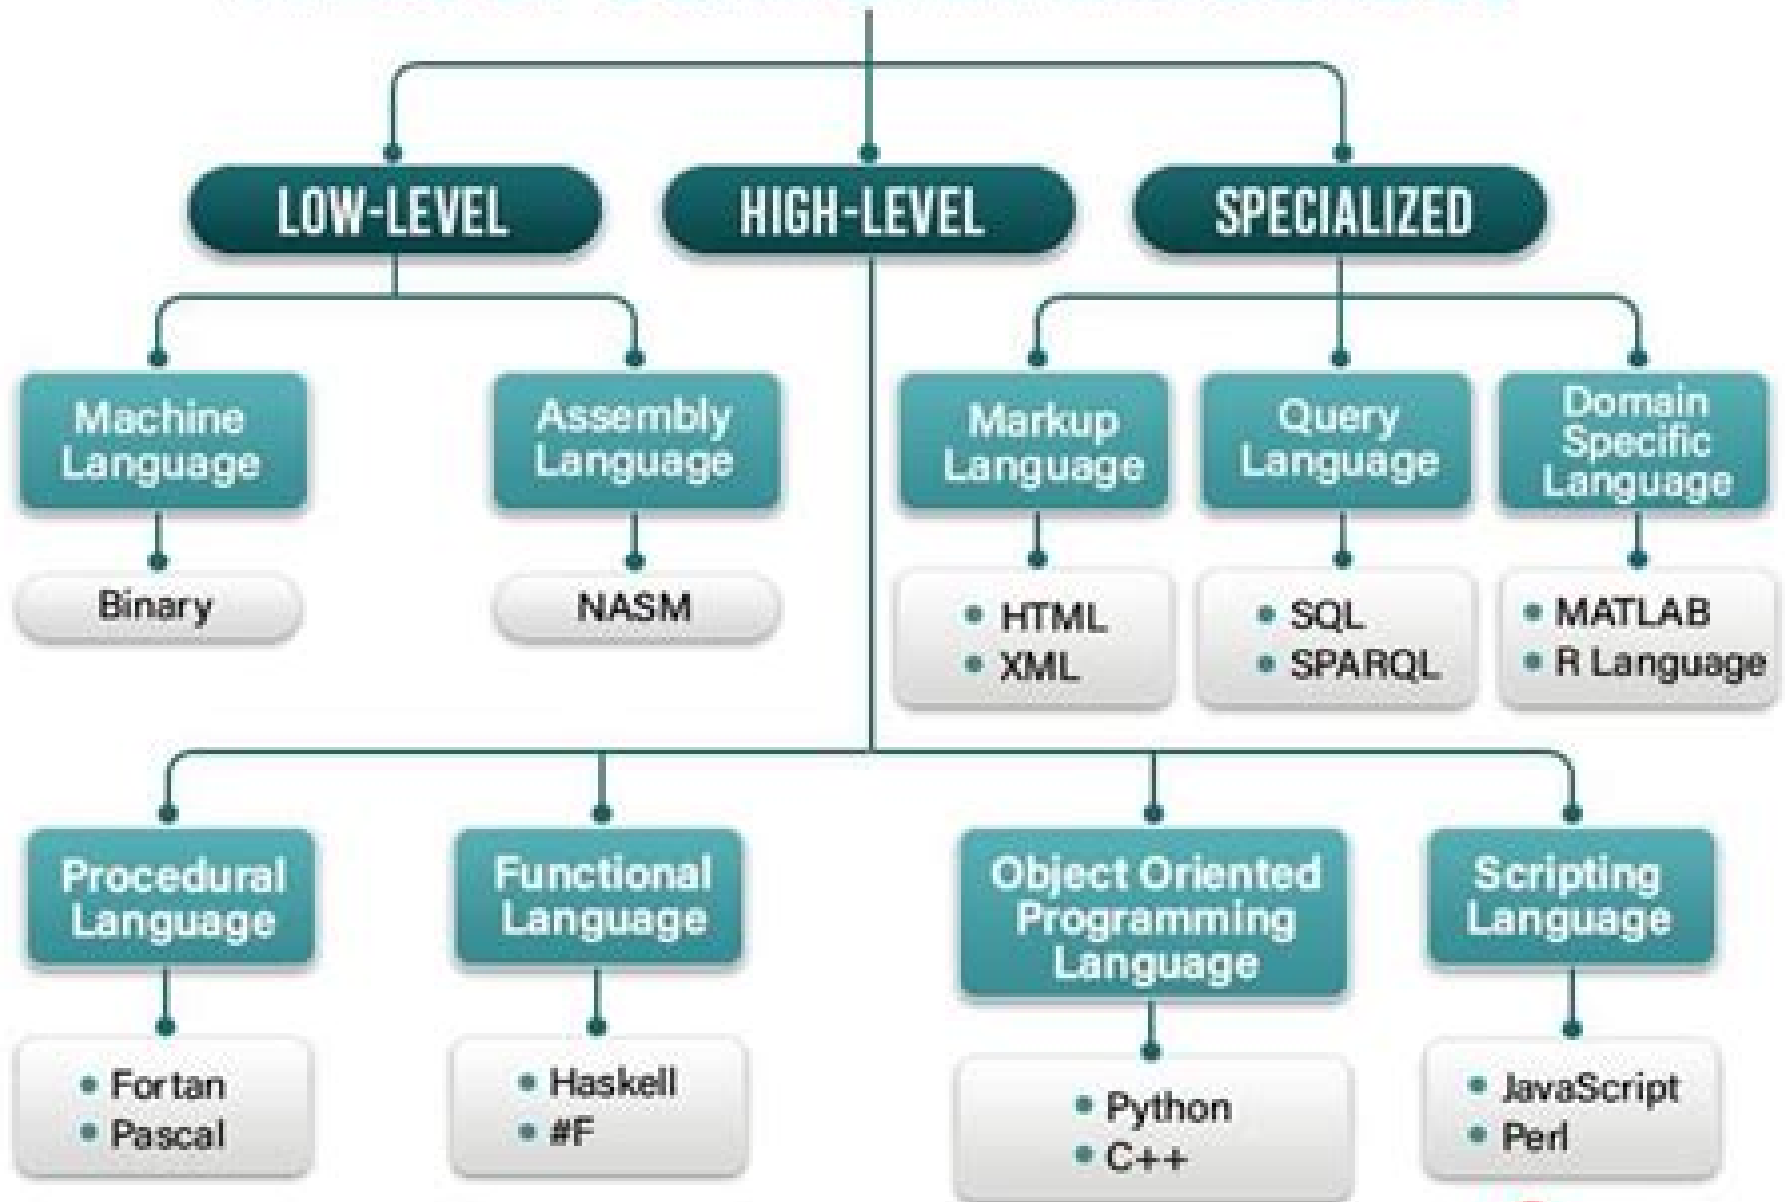 LOW-LEVEL
HIGH-LEVEL
SPECIALIZED
Machine
Language
Assembly
Language
Markup
Language
Query
Language
Domain
Specific
Language
Binary
NASM
• HTML
• XML
• SQL
• SPARQL
• MATLAB
• R Language
Procedural
Language
Functional
Language
Object Oriented
Programming
Language
Scripting
Language
• Fortan
• Pascal
• Haskell
• #F
• Python
• C++
• JavaScript
• Perl